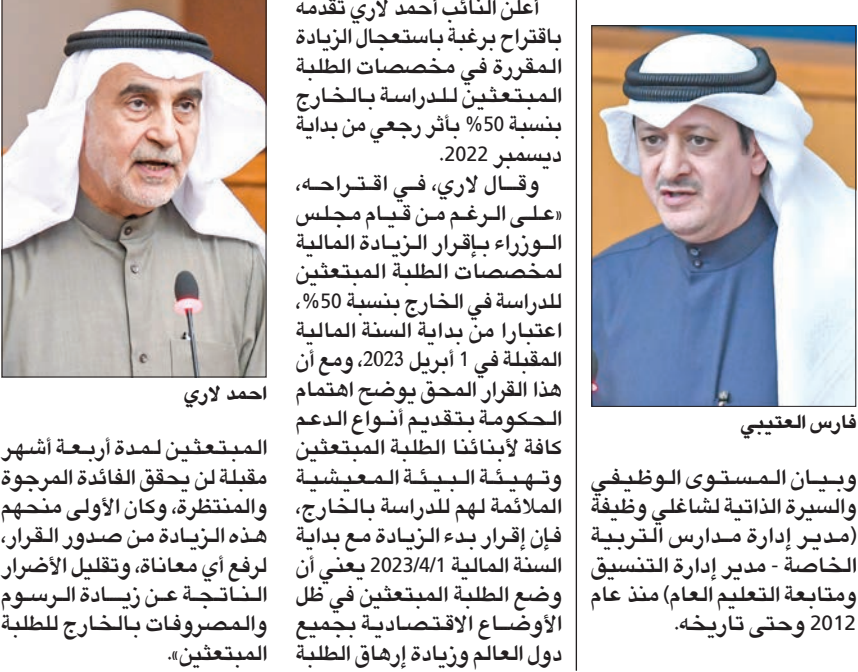 فارس العتيبي
وبيان المستوى الوظيفي
والسيرة الذاتية لشاغلي وظيفة
(مدير إدارة مدارس التربية
الخاصة - مدير إدارة التنسيق
ومتابعة التعليم العام) منذ عام
2012 وحتى تاريخه.
أعلن النائب أحمد لاري تقدمه
باقتراح برغبة باستعجال الزيادة
المقررة في مخصصات الطلبة
المبتعثين للدراسة بالخارج
بنسبة 50% بأثر رجعي من بداية
ديسمبر 2022.
وقال لاري، في اقتراحه،
«على الرغم من قيام مجلس
الوزراء بإقرار الزيادة المالية
لمخصصات الطلبة المبتعثين
للدراسة في الخارج بنسبة 50%،
اعتبارا من بداية السنة المالية
المقبلة في 1 أبريل 2023، ومع أن
هذا القرار المحق يوضح اهتمام
الحكومة بتقديم أنواع الدعم
كافة لأبنائنا الطلبة المبتعثين
وتهيئة البيئة المعيشية
الملائمة لهم للدراسة بالخارج،
فإن إقرار بدء الزيادة مع بداية
السنة المالية 2023/4/1 يعني أن
وضع الطلبة المبتعثين في ظل
الأوضاع الاقتصادية بجميع
دول العالم وزيادة إرهاق الطلبة
احمد لاري
المبتعثين لمدة أربعة أشهر
مقبلة لن يحقق الفائدة المرجوة
والمنتظرة، وكان الأولى منحهم
هذه الزيادة من صدور القرار،
لرفع أي معاناة، وتقليل الأضرار
الناتجة عن زيادة الرسوم
والمصروفات بالخارج للطلبة
المبتعثين».